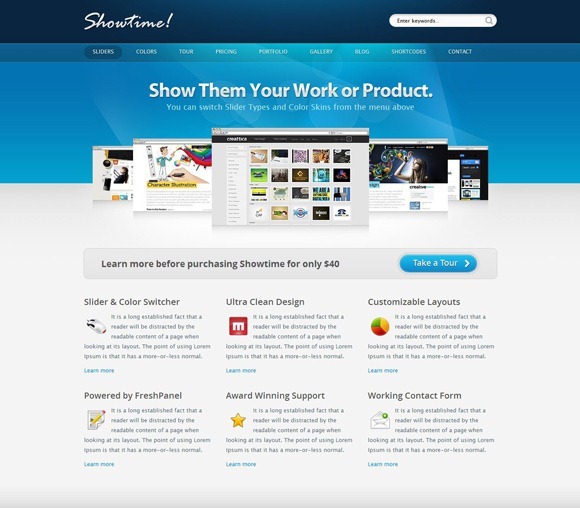 Showtime!
Enter keywords..
SLIDERS COLORS TOUR PRICING PORTFOLIO GALLERY BLOG SHORTCODES CONTACT
Show Them Your Work or Product.
You can switch Slider Types and Color Skins from the menu above
creattica
Character Illustration
Learn more before purchasing Showtime for only $40
Take a Tour
Slider & Color Switcher
It is a long established fact that a
reader will be distracted by the
readable content of a page when
looking at its layout. The point of using Lorem
Ipsum is that it has a more-or-less normal.
Learn more
Ultra Clean Design
It is a long established fact that a
reader will be distracted by the
readable content of a page when
looking at its layout. The point of using Lorem
Ipsum is that it has a more-or-less normal.
Learn more
Customizable Layouts
It is a long established fact that a
reader will be distracted by the
readable content of a page when
looking at its layout. The point of using Lorem
Ipsum is that it has a more-or-less normal.
Learn more
Powered by FreshPanel
It is a long established fact that a
reader will be distracted by the
readable content of a page when
looking at its layout. The point of using Lorem
Ipsum is that it has a more-or-less normal.
Learn more
Award Winning Support
It is a long established fact that a
reader will be distracted by the
readable content of a page when
looking at its layout. The point of using Lorem
Ipsum is that it has a more-or-less normal.
Learn more
Working Contact Form
It is a long established fact that a
reader will be distracted by the
readable content of a page when
looking at its layout. The point of using Lorem
Ipsum is that it has a more-or-less normal.
Learn more